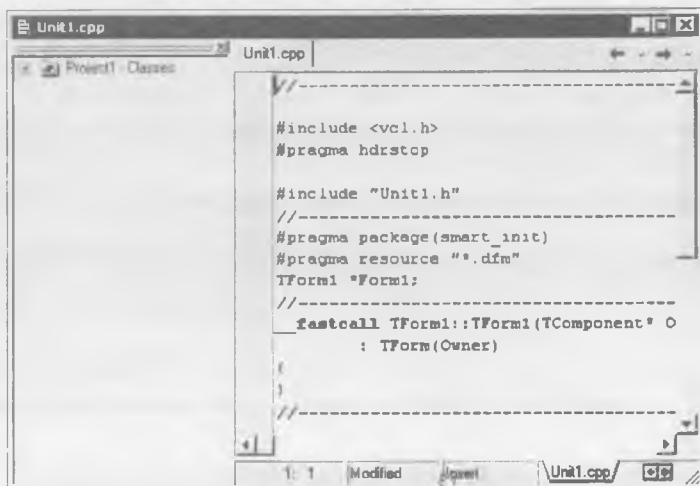 Unit1.cpp
Project1 - Classes
Unit1.cpp
//----------------------------------------
#include <vcl.h>
#pragma hdrstop
#include "Unit1.h"
//----------------------------------------
#pragma package(smart_init)
#pragma resource "*.dfm"
TForm1 *Form1;
//----------------------------------------
__fastcall TForm1::TForm1(TComponent* O
: TForm(Owner)
{
}
//----------------------------------------
1: 1 Modified Insert Unit1.cpp